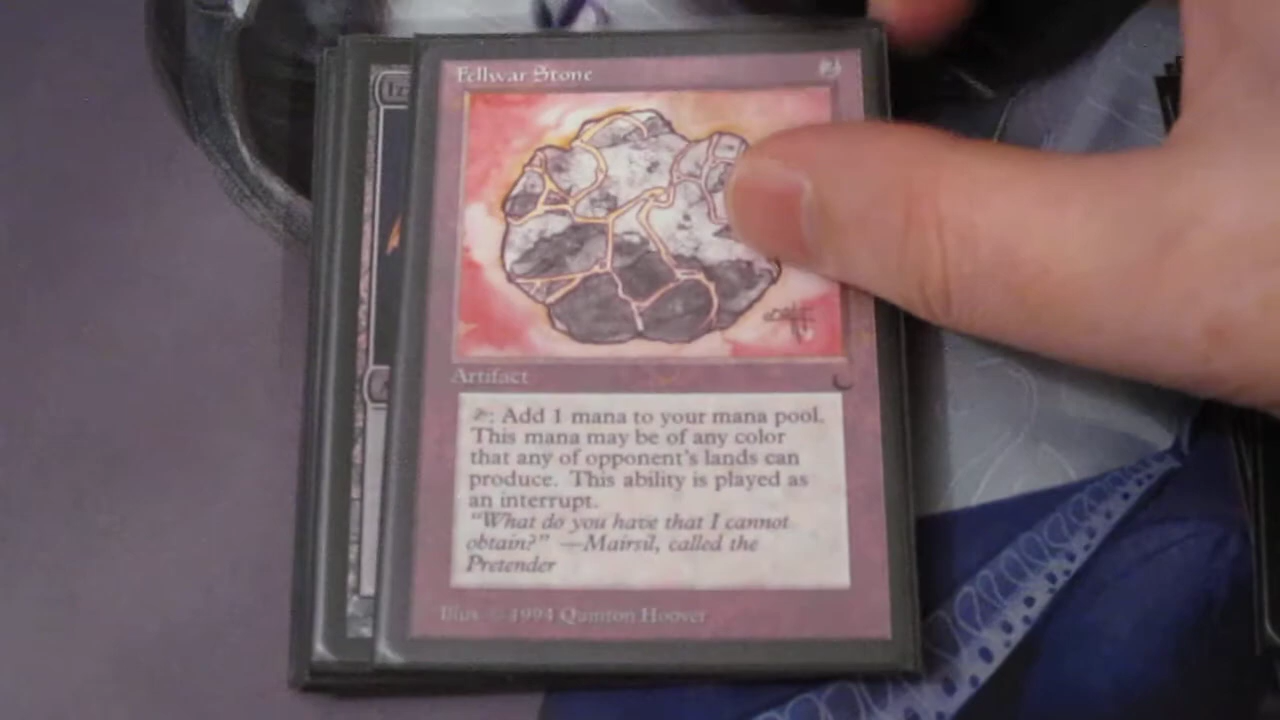 Fellwar Stone 2
Artifact
: Add 1 mana to your mana pool.
This mana may be of any color
that any of opponent's lands can
produce. This ability is played as
an interrupt.
"What do you have that I cannot
obtain?" —Mairsil, called the
Pretender
Illus. © 1994 Quinton Hoover